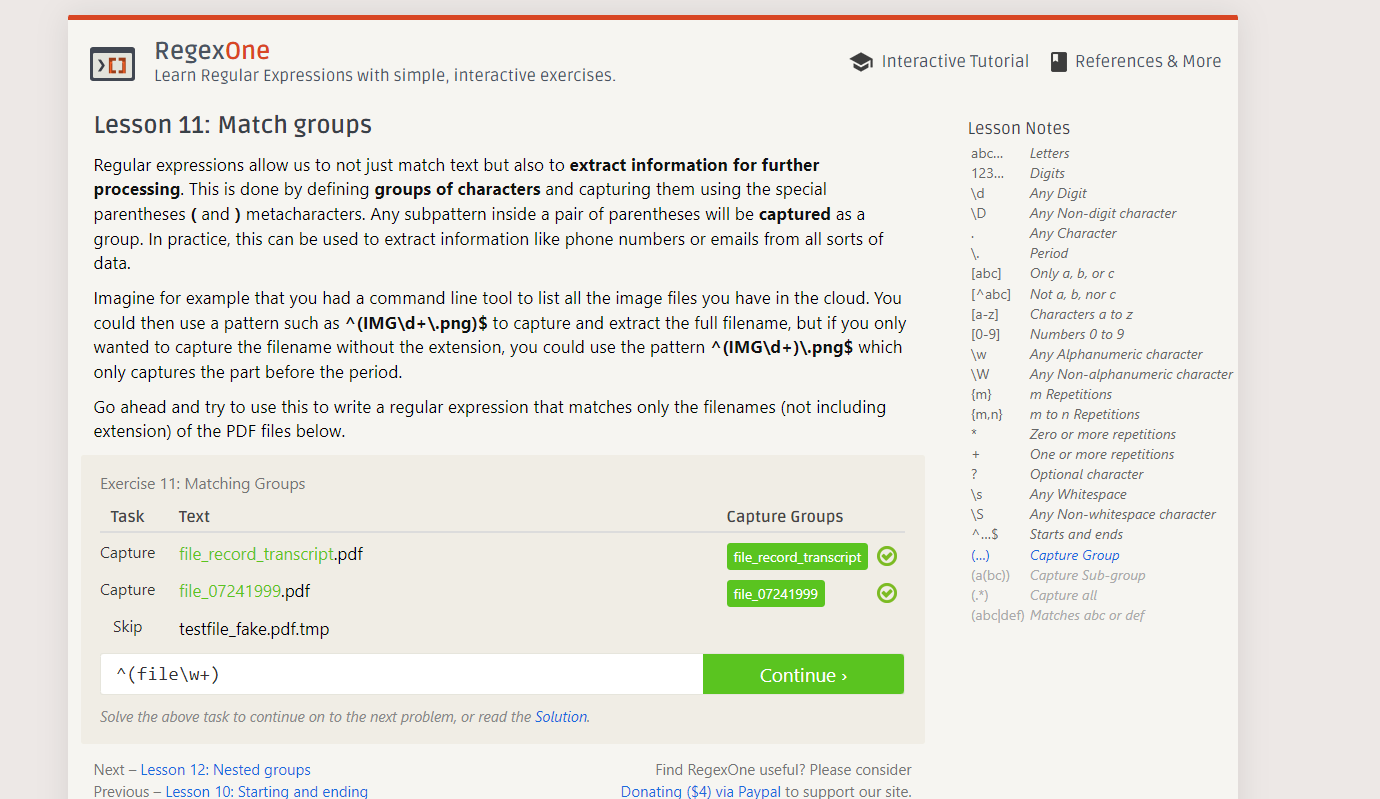 RegexOne
Learn Regular Expressions with simple, interactive exercises.
Interactive Tutorial
References & More
Lesson 11: Match groups
Regular expressions allow us to not just match text but also to extract information for further
processing. This is done by defining groups of characters and capturing them using the special
parentheses ( and ) metacharacters. Any subpattern inside a pair of parentheses will be captured as a
group. In practice, this can be used to extract information like phone numbers or emails from all sorts of
data.
Imagine for example that you had a command line tool to list all the image files you have in the cloud. You
could then use a pattern such as ^(IMG\d+\.png)$ to capture and extract the full filename, but if you only
wanted to capture the filename without the extension, you could use the pattern ^(IMG\d+)\.png$ which
only captures the part before the period.
Go ahead and try to use this to write a regular expression that matches only the filenames (not including
extension) of the PDF files below.
Exercise 11: Matching Groups
Task Text Capture Groups
Capture file_record_transcript.pdf file_record_transcript
Capture file_07241999.pdf file_07241999
Skip testfile_fake.pdf.tmp
^(file\w+) Continue ›
Solve the above task to continue on to the next problem, or read the Solution.
Next – Lesson 12: Nested groups
Previous – Lesson 10: Starting and ending
Find RegexOne useful? Please consider
Donating ($4) via Paypal to support our site.
Lesson Notes
abc… Letters
123… Digits
\d Any Digit
\D Any Non-digit character
. Any Character
\. Period
[abc] Only a, b, or c
[^abc] Not a, b, nor c
[a-z] Characters a to z
[0-9] Numbers 0 to 9
\w Any Alphanumeric character
\W Any Non-alphanumeric character
{m} m Repetitions
{m,n} m to n Repetitions
* Zero or more repetitions
+ One or more repetitions
? Optional character
\s Any Whitespace
\S Any Non-whitespace character
^…$ Starts and ends
(…) Capture Group
(a(bc)) Capture Sub-group
(.*) Capture all
(abc|def) Matches abc or def